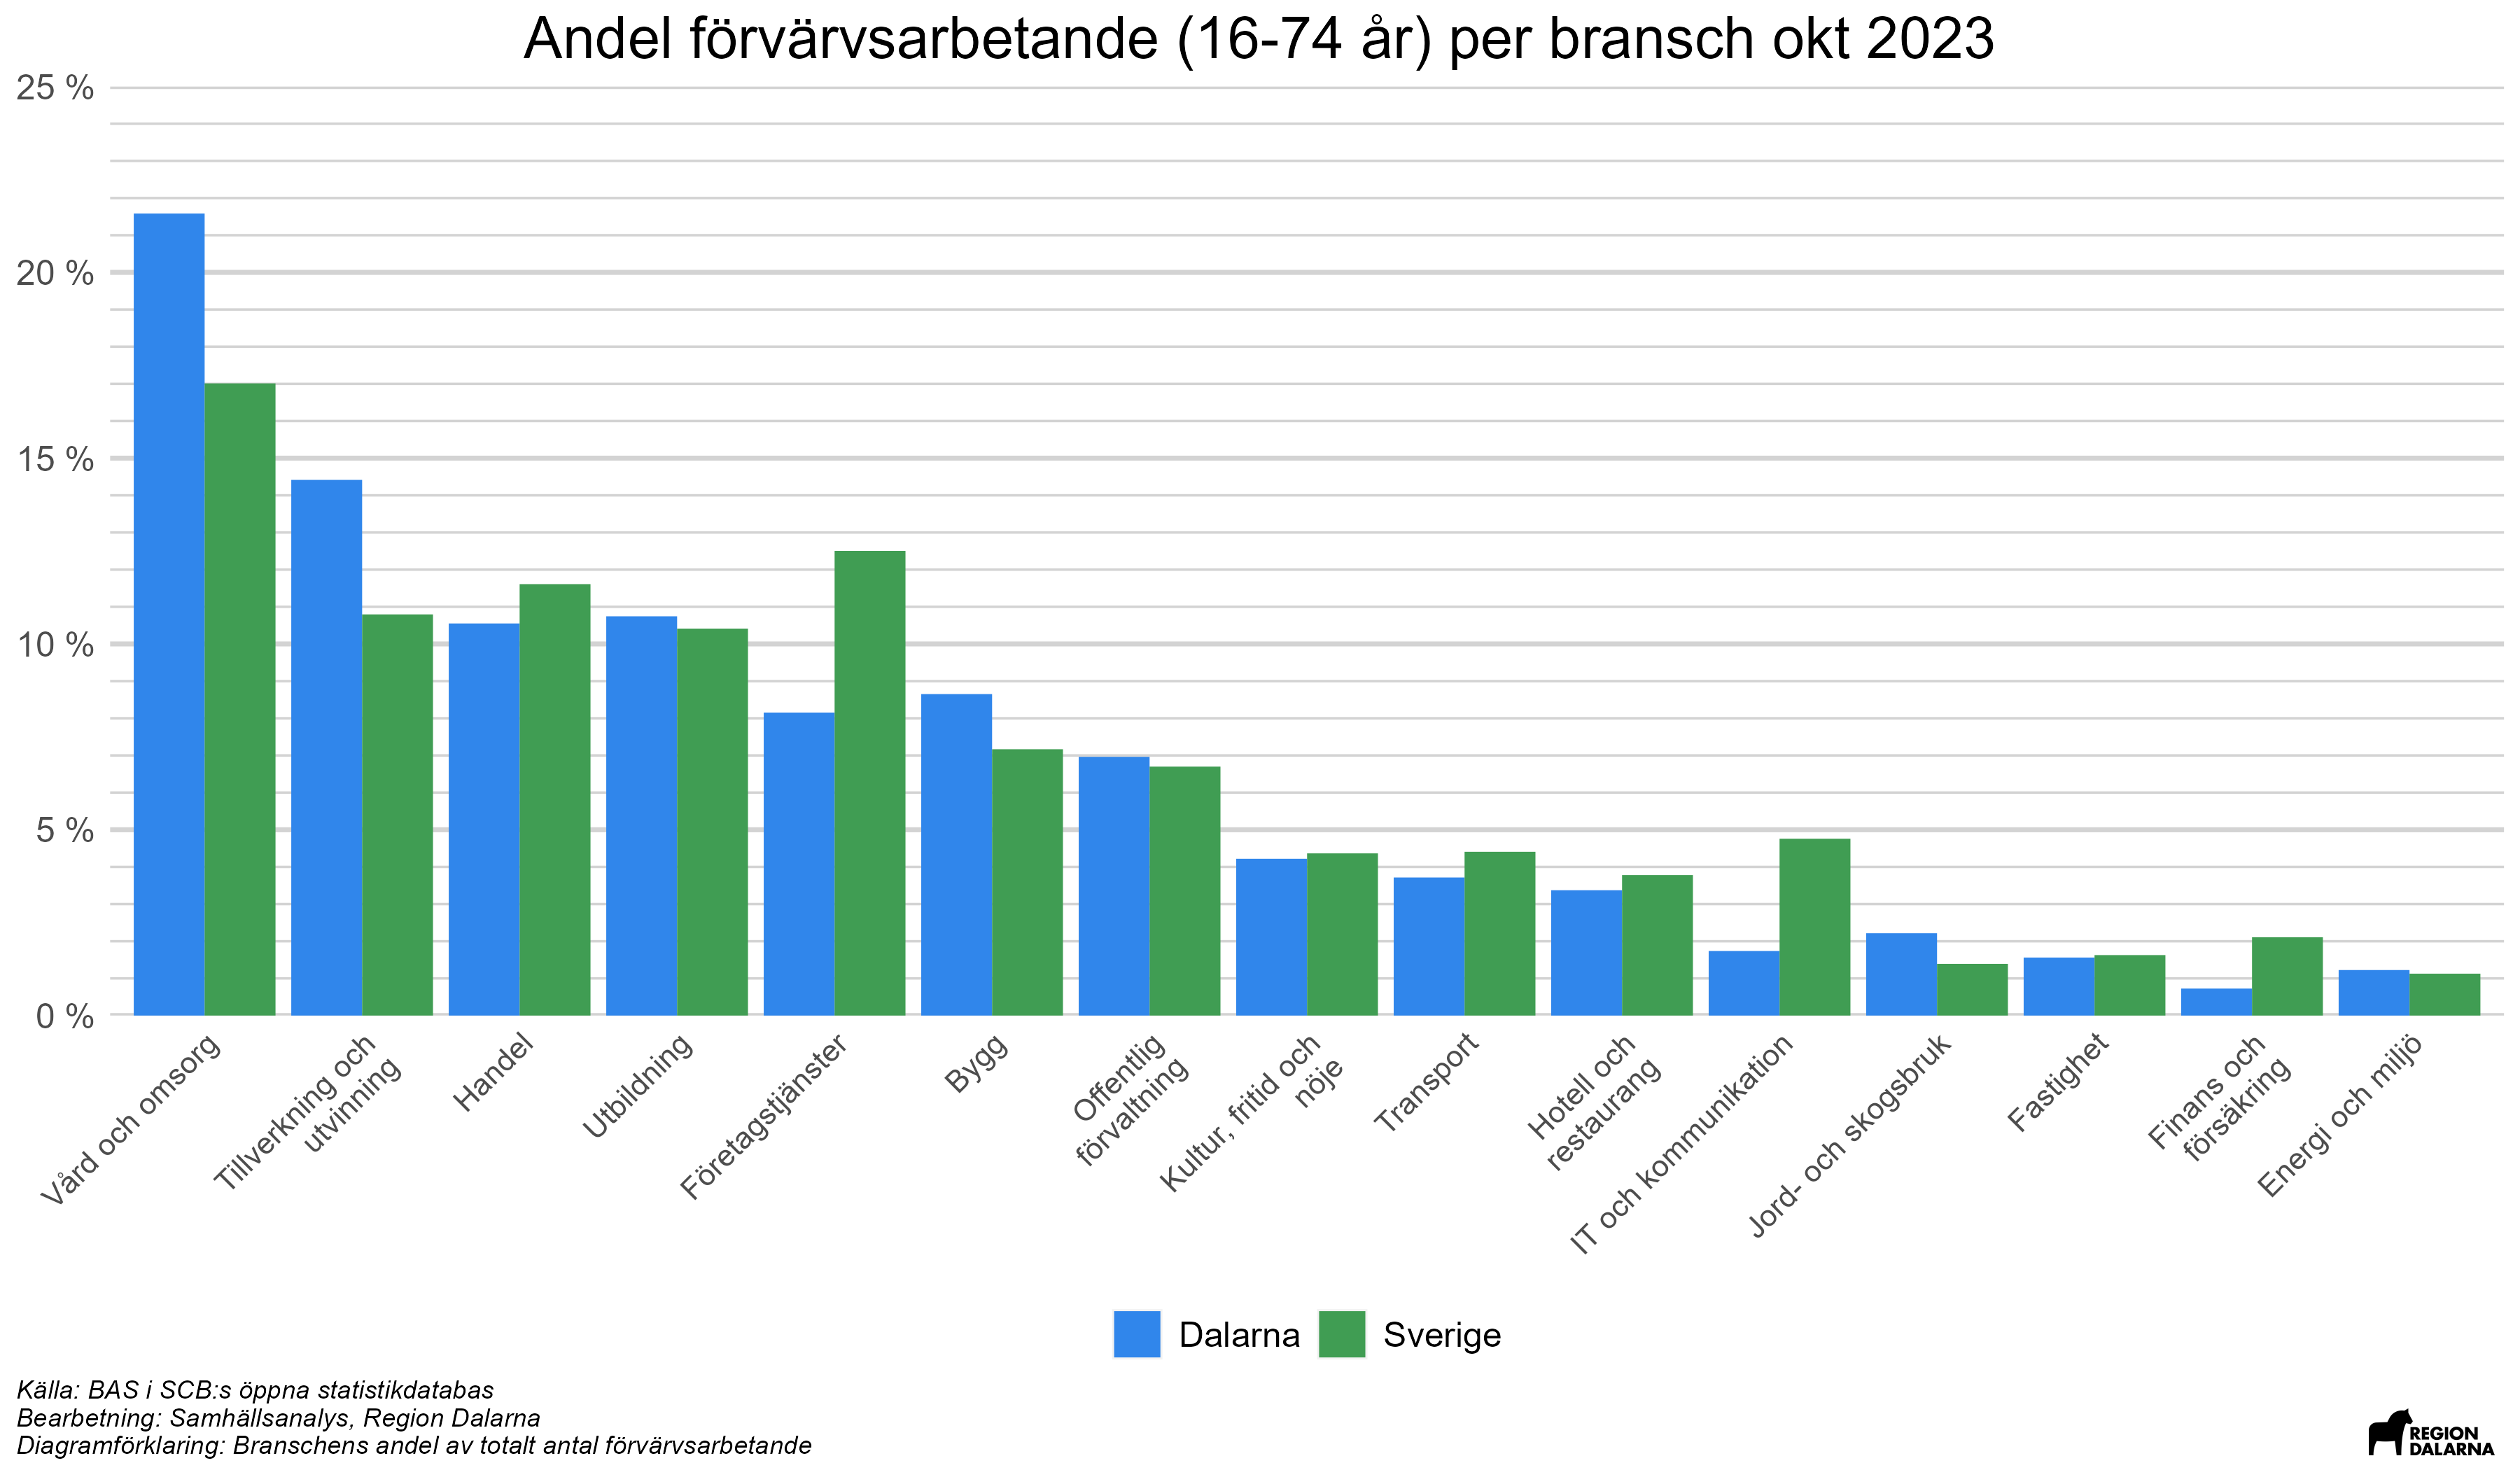 Andel förvärvsarbetande (16-74 år) per bransch okt 2023
25 %
20 %
15 %
10 %
5 %
0 %
Vård och omsorg
Tillverkning och
utvinning
Handel
Utbildning
Företagstjänster
Bygg
Offentlig
förvaltning
Kultur, fritid och
nöje
Transport
Hotell och
restaurang
IT och kommunikation
Jord- och skogsbruk
Fastighet
Finans och
försäkring
Energi och miljö
Dalarna
Sverige
Källa: BAS i SCB:s öppna statistikdatabas
Bearbetning: Samhällsanalys, Region Dalarna
Diagramförklaring: Branschens andel av totalt antal förvärvsarbetande
REGION
DALARNA